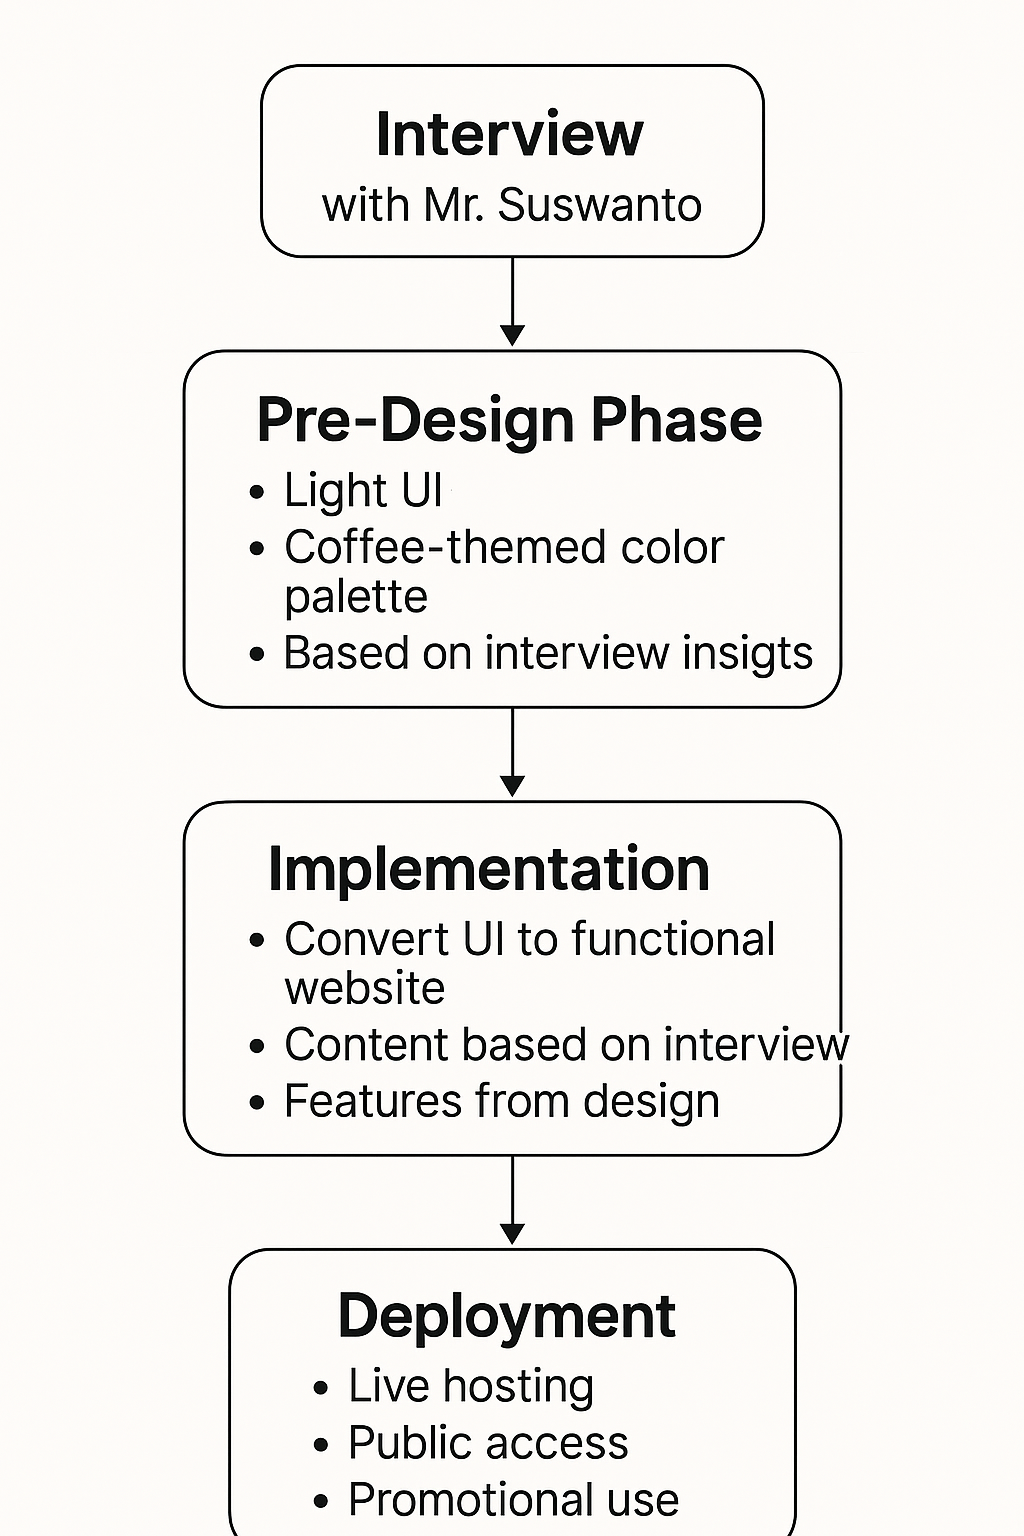 Interview
with Mr. Suswanto
Pre-Design Phase
• Light UI
• Coffee-themed color
palette
• Based on interview insigts
Implementation
• Convert UI to functional
website
• Content based on interview
• Features from design
Deployment
• Live hosting
• Public access
• Promotional use